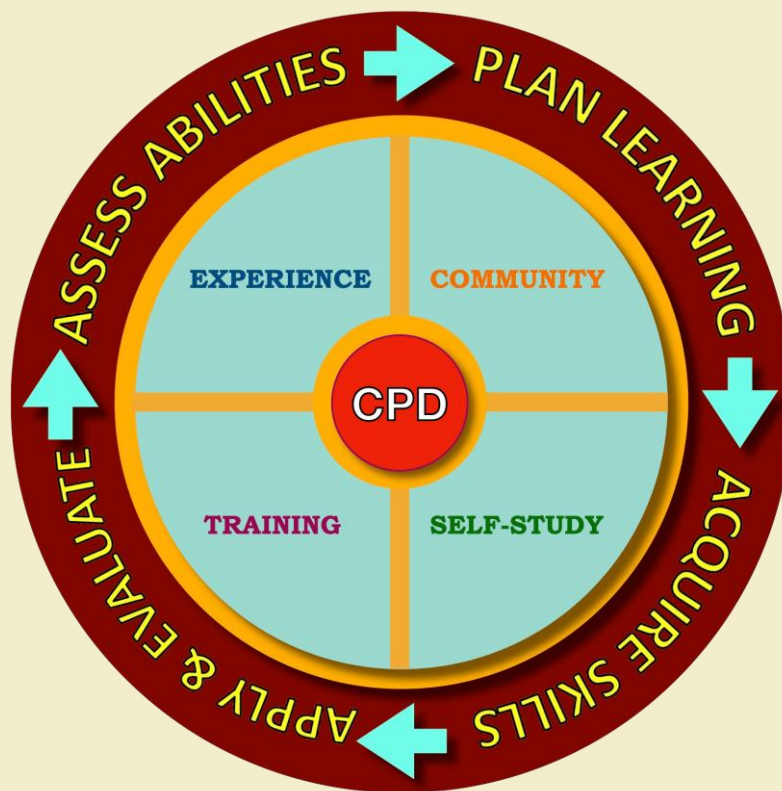 ASSESS ABILITIES
PLAN LEARNING
ACQUIRE SKILLS
APPLY & EVALUATE
EXPERIENCE
COMMUNITY
CPD
TRAINING
SELF-STUDY